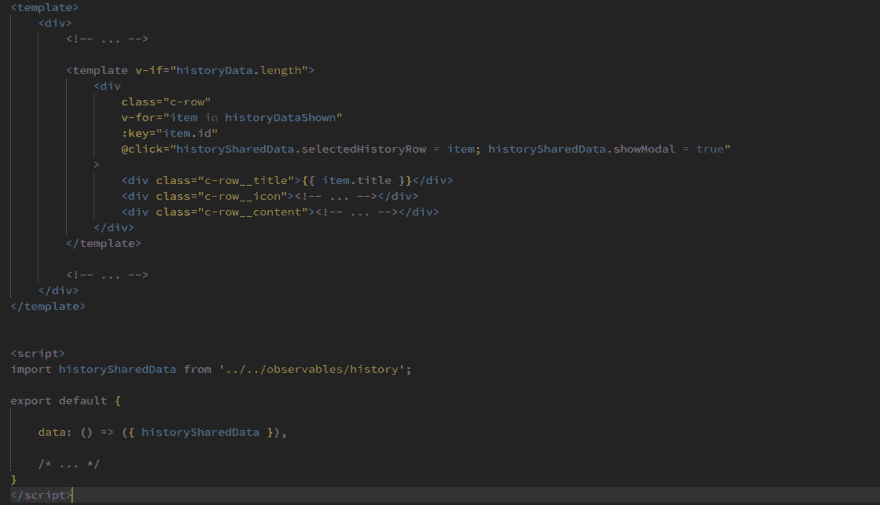 <template>
<div>
<!-- ... -->
<template v-if="historyData.length">
<div
class="c-row"
v-for="item in historyDataShown"
:key="item.id"
@click="historySharedData.selectedHistoryRow = item; historySharedData.showModal = true"
>
<div class="c-row__title">{{ item.title }}</div>
<div class="c-row__icon"><!-- ... --></div>
<div class="c-row__content"><!-- ... --></div>
</div>
</template>
<!-- ... -->
</div>
</template>
<script>
import historySharedData from '../../observables/history';
export default {
data: () => ({ historySharedData }),
/* ... */
}
</script>